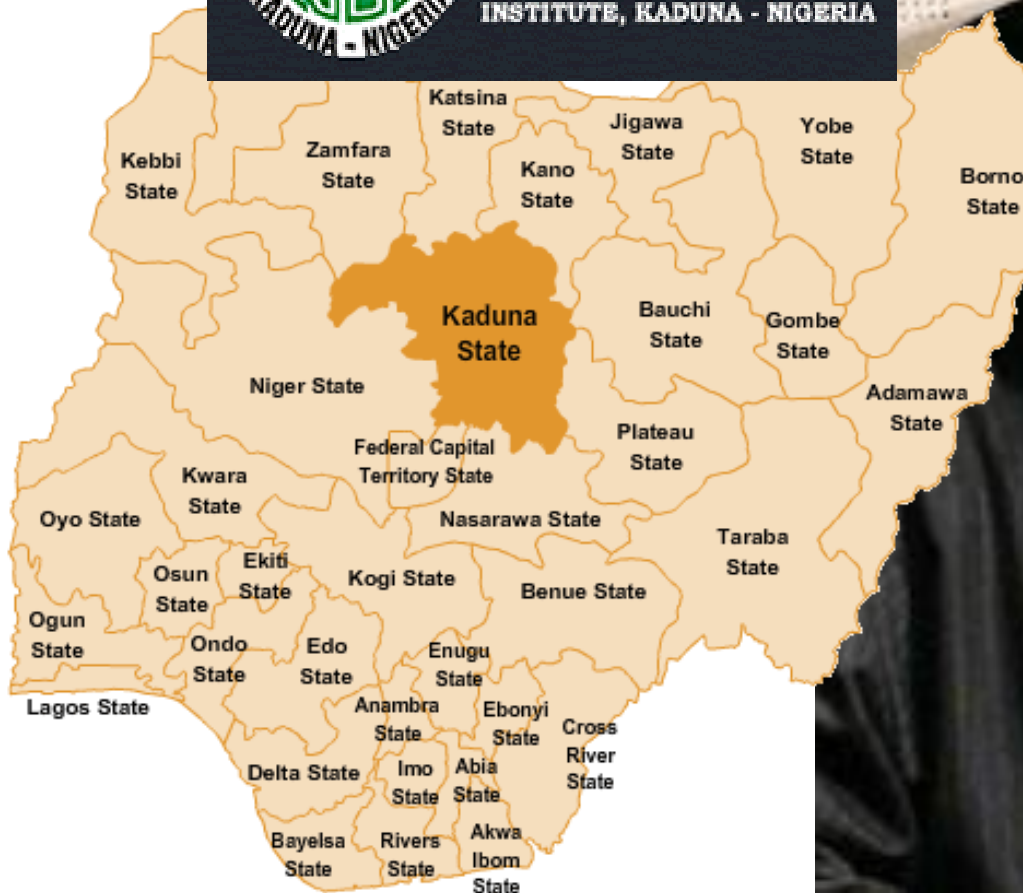 KADUNA - NIGERIA
INSTITUTE, KADUNA - NIGERIA
Katsina
State
Jigawa
State
Yobe
State
Zamfara
State
Kebbi
State
Kano
State
Borno
State
Kaduna
State
Bauchi
State
Gombe
State
Niger State
Adamawa
State
Plateau
State
Federal Capital
Territory State
Kwara
State
Oyo State
Nasarawa State
Taraba
State
Ekiti
State
Osun
State
Kogi State
Benue State
Ogun
State
Ondo
State
Edo
State
Enugu
State
Lagos State
Anambra
State
Ebonyi
State
Cross
River
State
Delta State
Imo
State
Abia
State
Bayelsa
State
Rivers
State
Akwa
Ibom
State